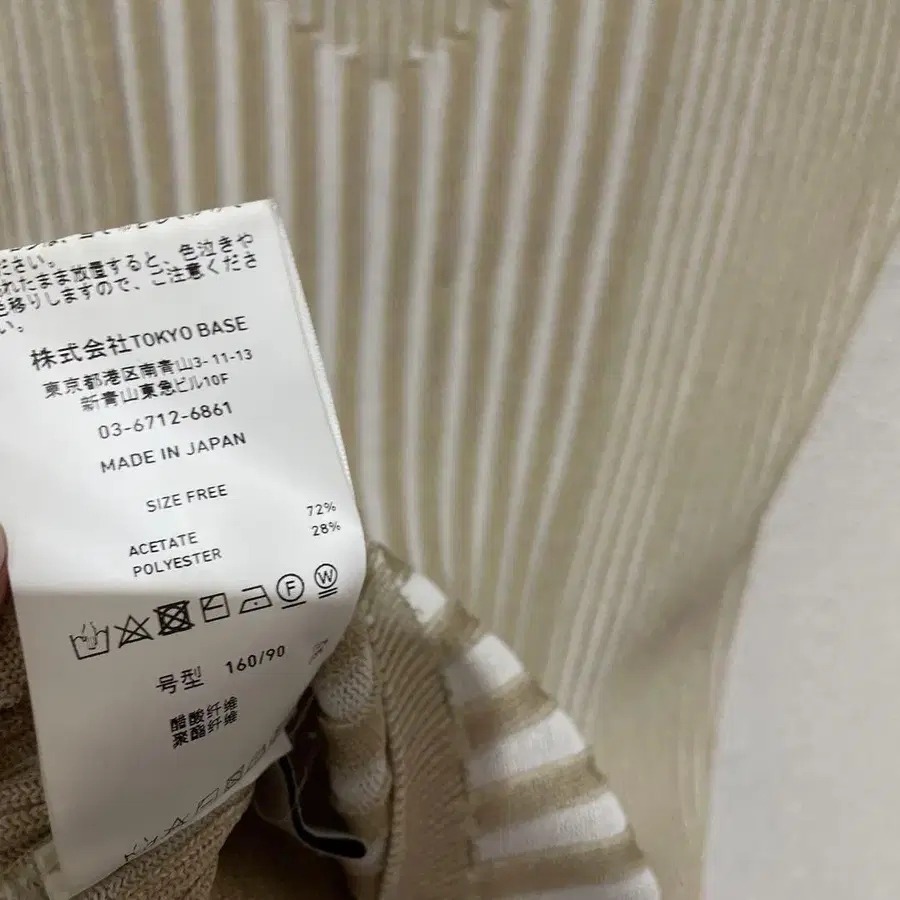 ださい。
れたまま放置すると、色泣きや
色移りしますので、ご注意くださ
い。
株式会社TOKYO BASE
東京都港区南青山3-11-13
新青山東急ビル10F
03-6712-6861
MADE IN JAPAN
SIZE FREE
ACETATE 72%
POLYESTER 28%
F W
号型 160/90
醋酸纤维
聚酯纤维